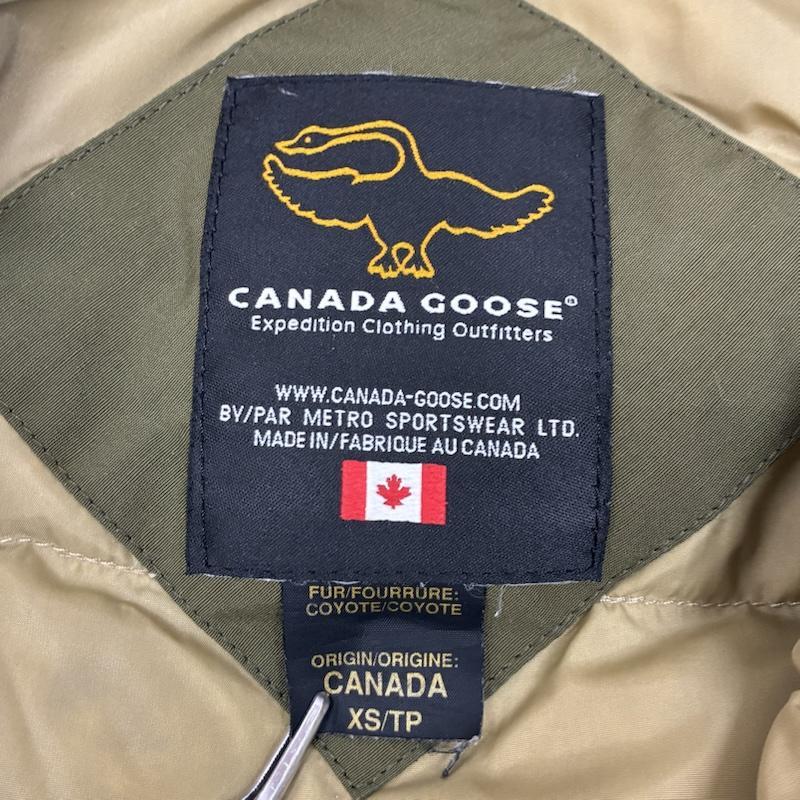 CANADA GOOSE®
Expedition Clothing Outfitters
WWW.CANADA-GOOSE.COM
BY/PAR METRO SPORTSWEAR LTD.
MADE IN/FABRIQUE AU CANADA
FUR/FOURRURE:
COYOTE/COYOTE
ORIGIN/ORIGINE:
CANADA
XS/TP